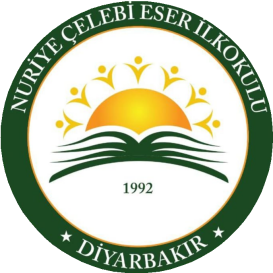 NURİYE ÇELEBİ ESER İLKOKULU
1992
DİYARBAKIR